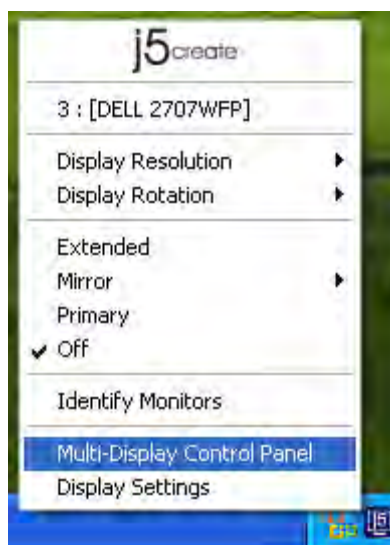 j5create
3 : [DELL 2707WFP]
Display Resolution
Display Rotation
Extended
Mirror
Primary
Off
Identify Monitors
Multi-Display Control Panel
Display Settings
j5